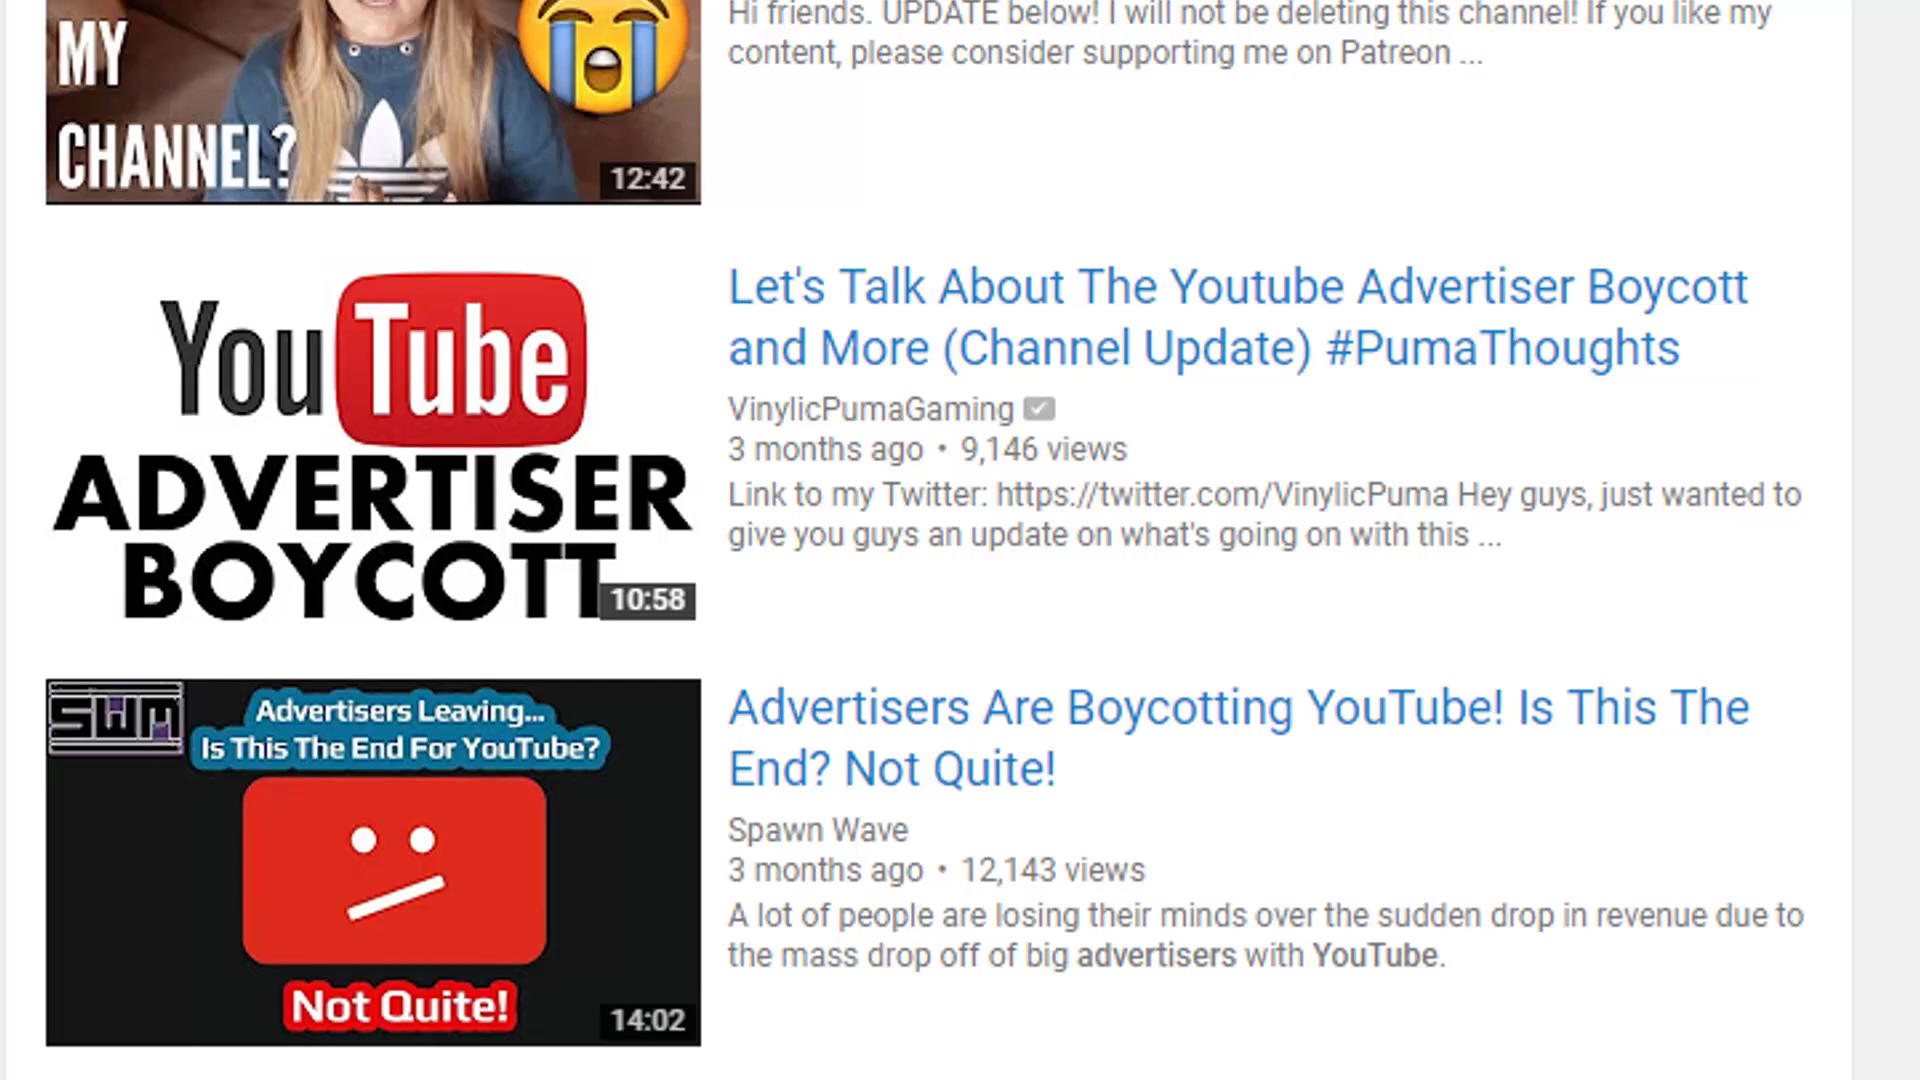 MY
CHANNEL?
12:42
Hi friends. UPDATE below! I will not be deleting this channel! If you like my
content, please consider supporting me on Patreon ...
YouTube
ADVERTISER
BOYCOTT
10:58
Let's Talk About The Youtube Advertiser Boycott
and More (Channel Update) #PumaThoughts
VinylicPumaGaming
3 months ago • 9,146 views
Link to my Twitter: https://twitter.com/VinylicPuma Hey guys, just wanted to
give you guys an update on what's going on with this ...
SWM
Advertisers Leaving...
Is This The End For YouTube?
Not Quite!
14:02
Advertisers Are Boycotting YouTube! Is This The
End? Not Quite!
Spawn Wave
3 months ago • 12,143 views
A lot of people are losing their minds over the sudden drop in revenue due to
the mass drop off of big advertisers with YouTube.